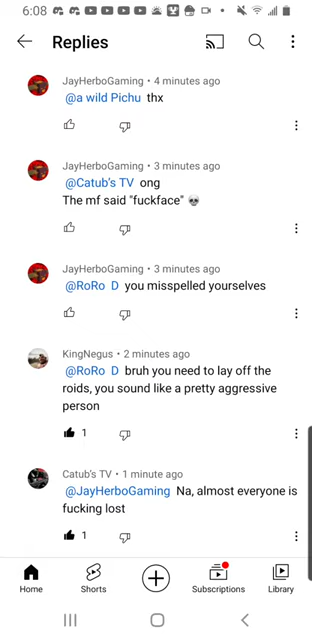 6:08
Replies
JayHerboGaming • 4 minutes ago
@a wild Pichu thx
JayHerboGaming • 3 minutes ago
@Catub's TV ong
The mf said "fuckface" 💀
JayHerboGaming • 3 minutes ago
@RoRo D you misspelled yourselves
KingNegus • 2 minutes ago
@RoRo D bruh you need to lay off the
roids, you sound like a pretty aggressive
person
1
Catub's TV • 1 minute ago
@JayHerboGaming Na, almost everyone is
fucking lost
1
Home Shorts Subscriptions Library